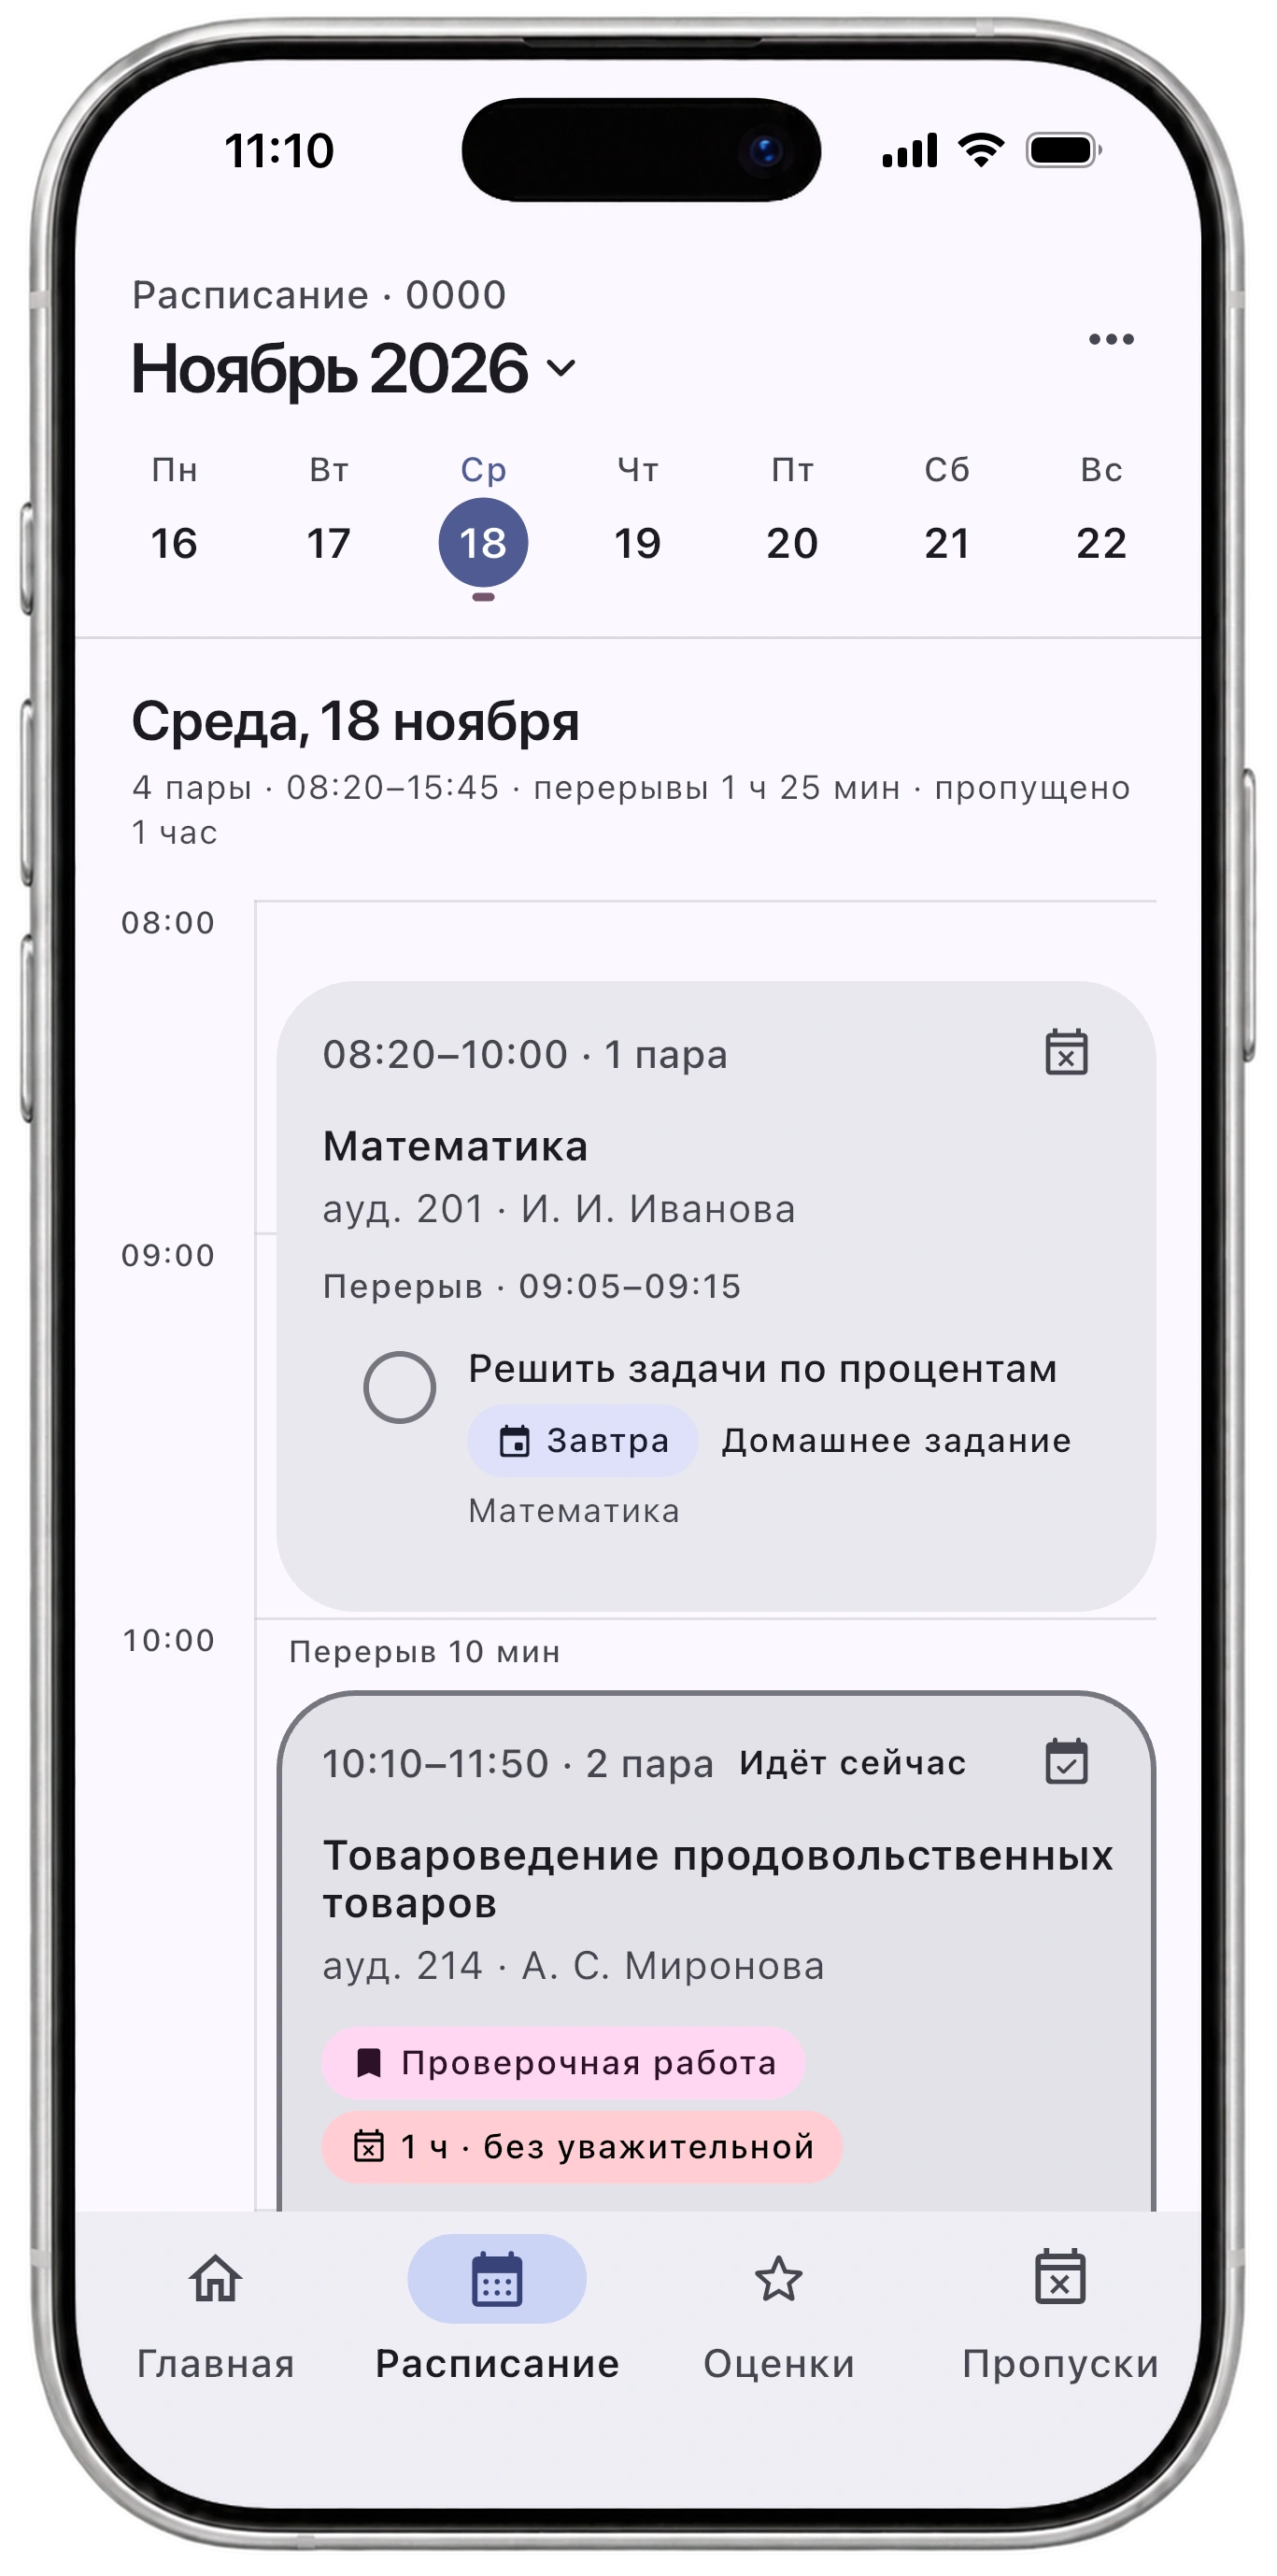 11:10
Расписание · 0000
Ноябрь 2026
Пн Вт Ср Чт Пт Сб Вс
16 17 18 19 20 21 22
Среда, 18 ноября
4 пары · 08:20–15:45 · перерывы 1 ч 25 мин · пропущено
1 час
08:00
08:20–10:00 · 1 пара
Математика
ауд. 201 · И. И. Иванова
09:00
Перерыв · 09:05–09:15
Решить задачи по процентам
Завтра Домашнее задание
Математика
10:00
Перерыв 10 мин
10:10–11:50 · 2 пара Идёт сейчас
Товароведение продовольственных
товаров
ауд. 214 · А. С. Миронова
Проверочная работа
1 ч · без уважительной
Главная Расписание Оценки Пропуски